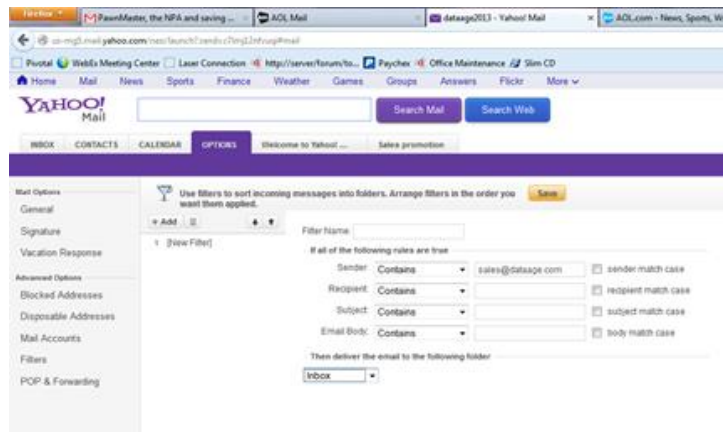 Firefox
PawnMaster, the NPA and saving ...
AOL Mail
dataage2013 - Yahoo! Mail
AOL.com - News, Sports, W
Pivotal
WebEx Meeting Center
Laser Connection
http://server/forum/to...
Paychex
Office Maintenance
Slim CD
Home Mail News Sports Finance Weather Games Groups Answers Flickr More
YAHOO!
Mail
Search Mail
Search Web
INBOX CONTACTS CALENDAR OPTIONS Welcome to Yahoo! ... Sales promotion
Mail Options
General
Signature
Vacation Response
Advanced Options
Blocked Addresses
Disposable Addresses
Mail Accounts
Filters
POP & Forwarding
Use filters to sort incoming messages into folders. Arrange filters in the order you
want them applied.
Save
+ Add
1 [New Filter]
Filter Name:
If all of the following rules are true
Sender: Contains sales@dataage.com sender match case
Recipient: Contains recipient match case
Subject: Contains subject match case
Email Body: Contains body match case
Then deliver the email to the following folder
Inbox